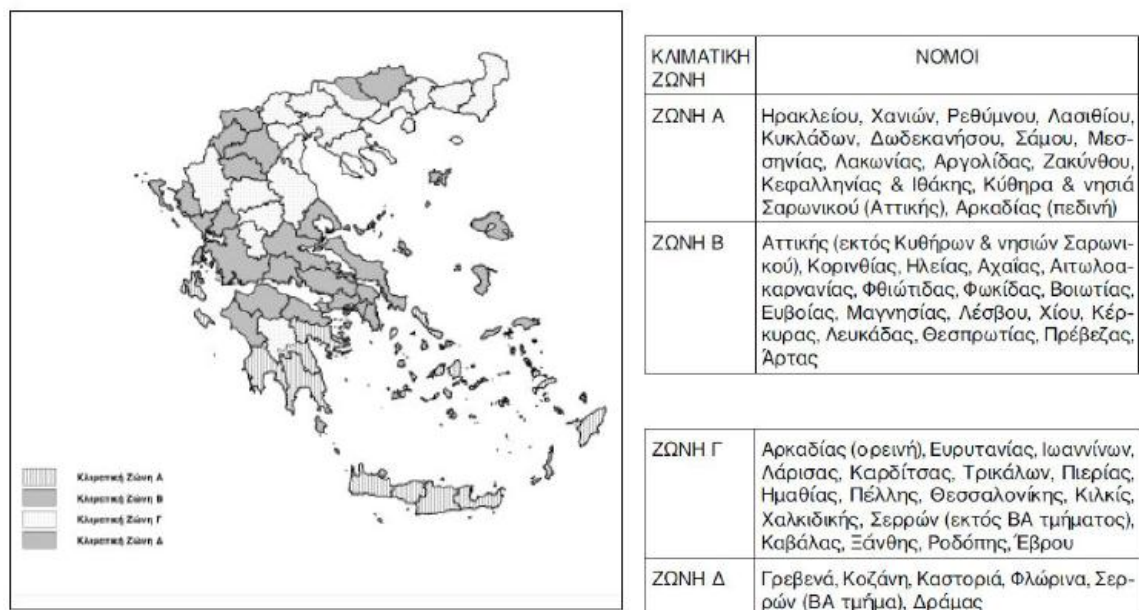 ΚΛΙΜΑΤΙΚΗ
ΖΩΝΗ
ΝΟΜΟΙ
ΖΩΝΗ Α
Ηρακλείου, Χανιών, Ρεθύμνου, Λασιθίου,
Κυκλάδων, Δωδεκανήσου, Σάμου, Μεσ-
σηνίας, Λακωνίας, Αργολίδας, Ζακύνθου,
Κεφαλληνίας & Ιθάκης, Κύθηρα & νησιά
Σαρωνικού (Αττικής), Αρκαδίας (πεδινή)
ΖΩΝΗ Β
Αττικής (εκτός Κυθήρων & νησιών Σαρωνι-
κού), Κορινθίας, Ηλείας, Αχαΐας, Αιτωλοα-
καρνανίας, Φθιώτιδας, Φωκίδας, Βοιωτίας,
Ευβοίας, Μαγνησίας, Λέσβου, Χίου, Κέρ-
κυρας, Λευκάδας, Θεσπρωτίας, Πρέβεζας,
Άρτας
ΖΩΝΗ Γ
Αρκαδίας (ορεινή), Ευρυτανίας, Ιωαννίνων,
Λάρισας, Καρδίτσας, Τρικάλων, Πιερίας,
Ημαθίας, Πέλλης, Θεσσαλονίκης, Κιλκίς,
Χαλκιδικής, Σερρών (εκτός ΒΑ τμήματος),
Καβάλας, Ξάνθης, Ροδόπης, Έβρου
ΖΩΝΗ Δ
Γρεβενά, Κοζάνη, Καστοριά, Φλώρινα, Σερ-
ρών (ΒΑ τμήμα), Δράμας
Κλιματική Ζώνη Α
Κλιματική Ζώνη Β
Κλιματική Ζώνη Γ
Κλιματική Ζώνη Δ